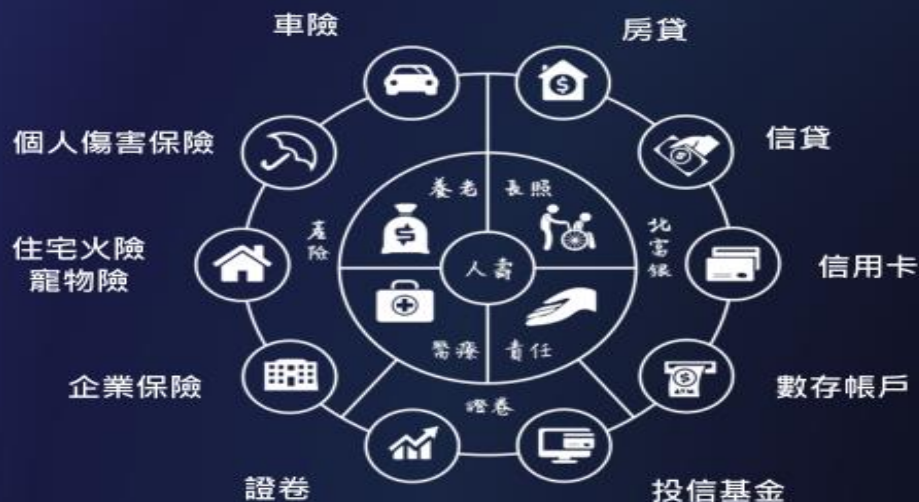 車險
房貸
個人傷害保險
信貸
養老
長照
產險
北富銀
人壽
住宅火險
寵物險
信用卡
醫療
責任
企業保險
證卷
數存帳戶
證卷
投信基金